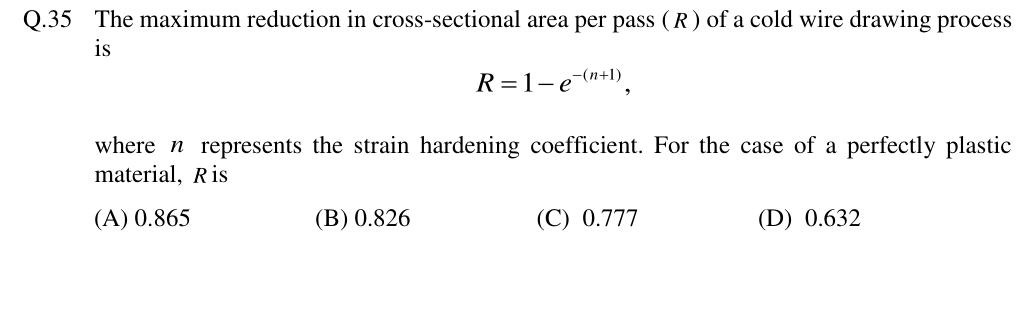 Q.35 The maximum reduction in cross-sectional area per pass (R) of a cold wire drawing process
is
R = 1 − e^{−(n+1)},
where n represents the strain hardening coefficient. For the case of a perfectly plastic
material, R is
(A) 0.865 (B) 0.826 (C) 0.777 (D) 0.632